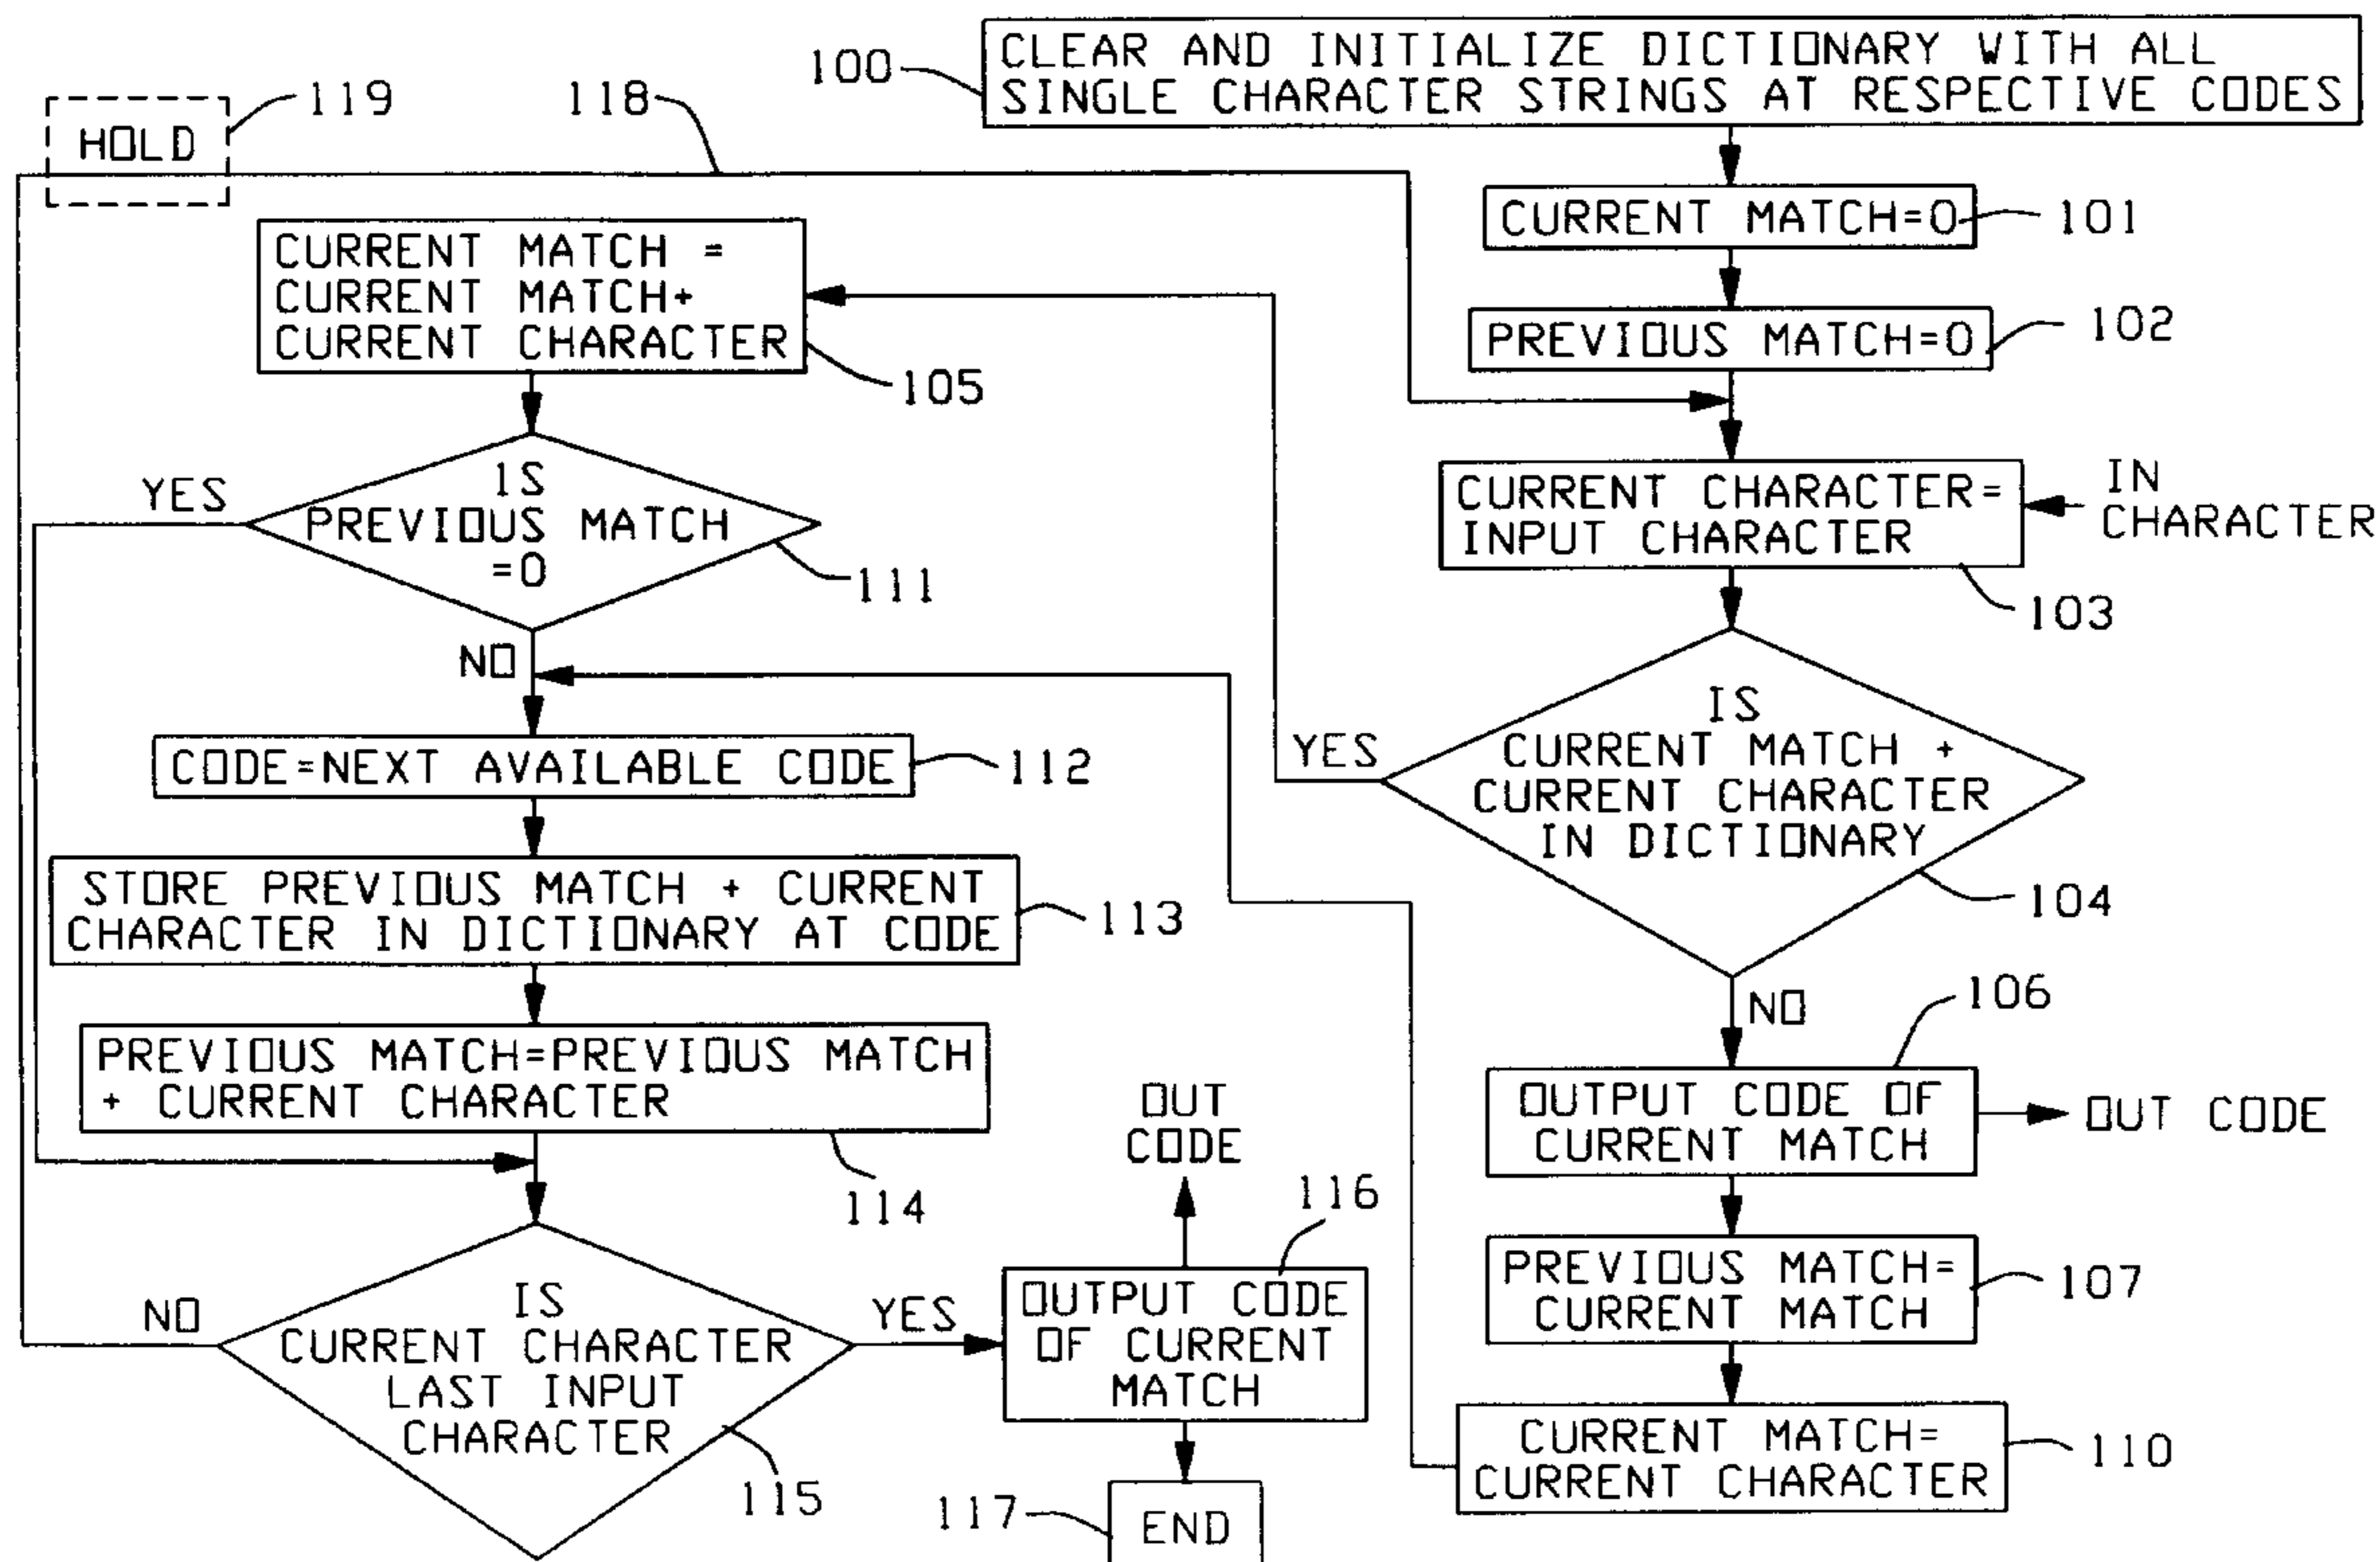 100
CLEAR AND INITIALIZE DICTIONARY WITH ALL
SINGLE CHARACTER STRINGS AT RESPECTIVE CODES
119
HOLD
118
CURRENT MATCH=0
101
PREVIOUS MATCH=0
102
CURRENT CHARACTER=
INPUT CHARACTER
IN
CHARACTER
103
IS
CURRENT MATCH +
CURRENT CHARACTER
IN DICTIONARY
104
YES
NO
CURRENT MATCH =
CURRENT MATCH+
CURRENT CHARACTER
105
1S
PREVIOUS MATCH
=0
111
YES
NO
CODE=NEXT AVAILABLE CODE
112
STORE PREVIOUS MATCH + CURRENT
CHARACTER IN DICTIONARY AT CODE
113
PREVIOUS MATCH=PREVIOUS MATCH
+ CURRENT CHARACTER
114
IS
CURRENT CHARACTER
LAST INPUT
CHARACTER
115
NO
YES
OUT
CODE
116
OUTPUT CODE
OF CURRENT
MATCH
117
END
106
OUTPUT CODE OF
CURRENT MATCH
OUT CODE
PREVIOUS MATCH=
CURRENT MATCH
107
CURRENT MATCH=
CURRENT CHARACTER
110